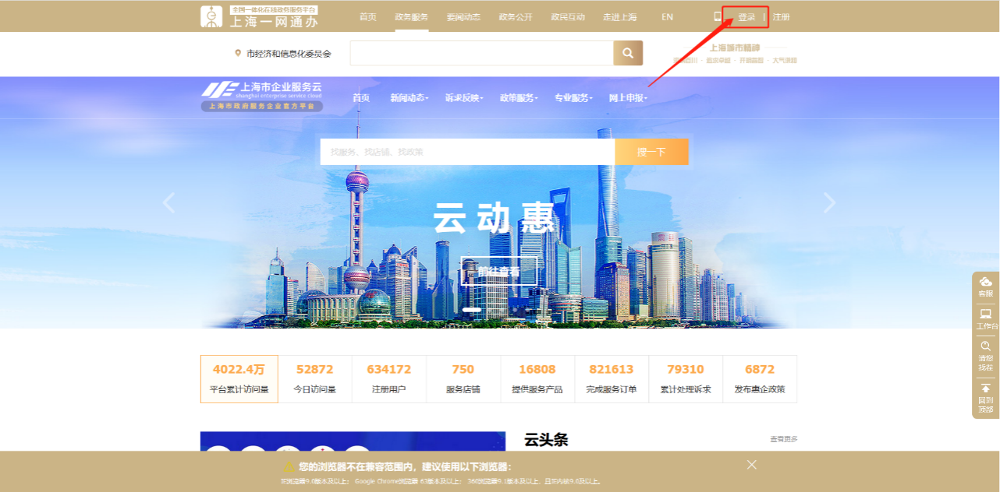 全国一体化在线政务服务平台
上海一网通办
首页 政务服务 要闻动态 政务公开 政民互动 走进上海 EN 登录 | 注册
市经济和信息化委员会
上海城市精神
海纳百川 · 追求卓越 · 开明睿智 · 大气谦和
上海市企业服务云
shanghai enterprise service cloud
上海市政府服务企业官方平台
首页 新闻动态 诉求反映 政策服务 专业服务 网上申报
找服务、找店铺、找政策 搜一下
云动惠
前往查看
客服
工作台
请您
找茬
回到
顶部
4022.4万 52872 634172 750 16808 821613 79310 6872
平台累计访问量 今日访问量 注册用户 服务店铺 提供服务产品 完成服务订单 累计处理诉求 发布惠企政策
云头条 查看更多
您的浏览器不在兼容范围内，建议使用以下浏览器：
IE浏览器9.0版本及以上； Google Chrome浏览器 63版本及以上； 360浏览器9.1版本及以上，且IE内核9.0及以上。